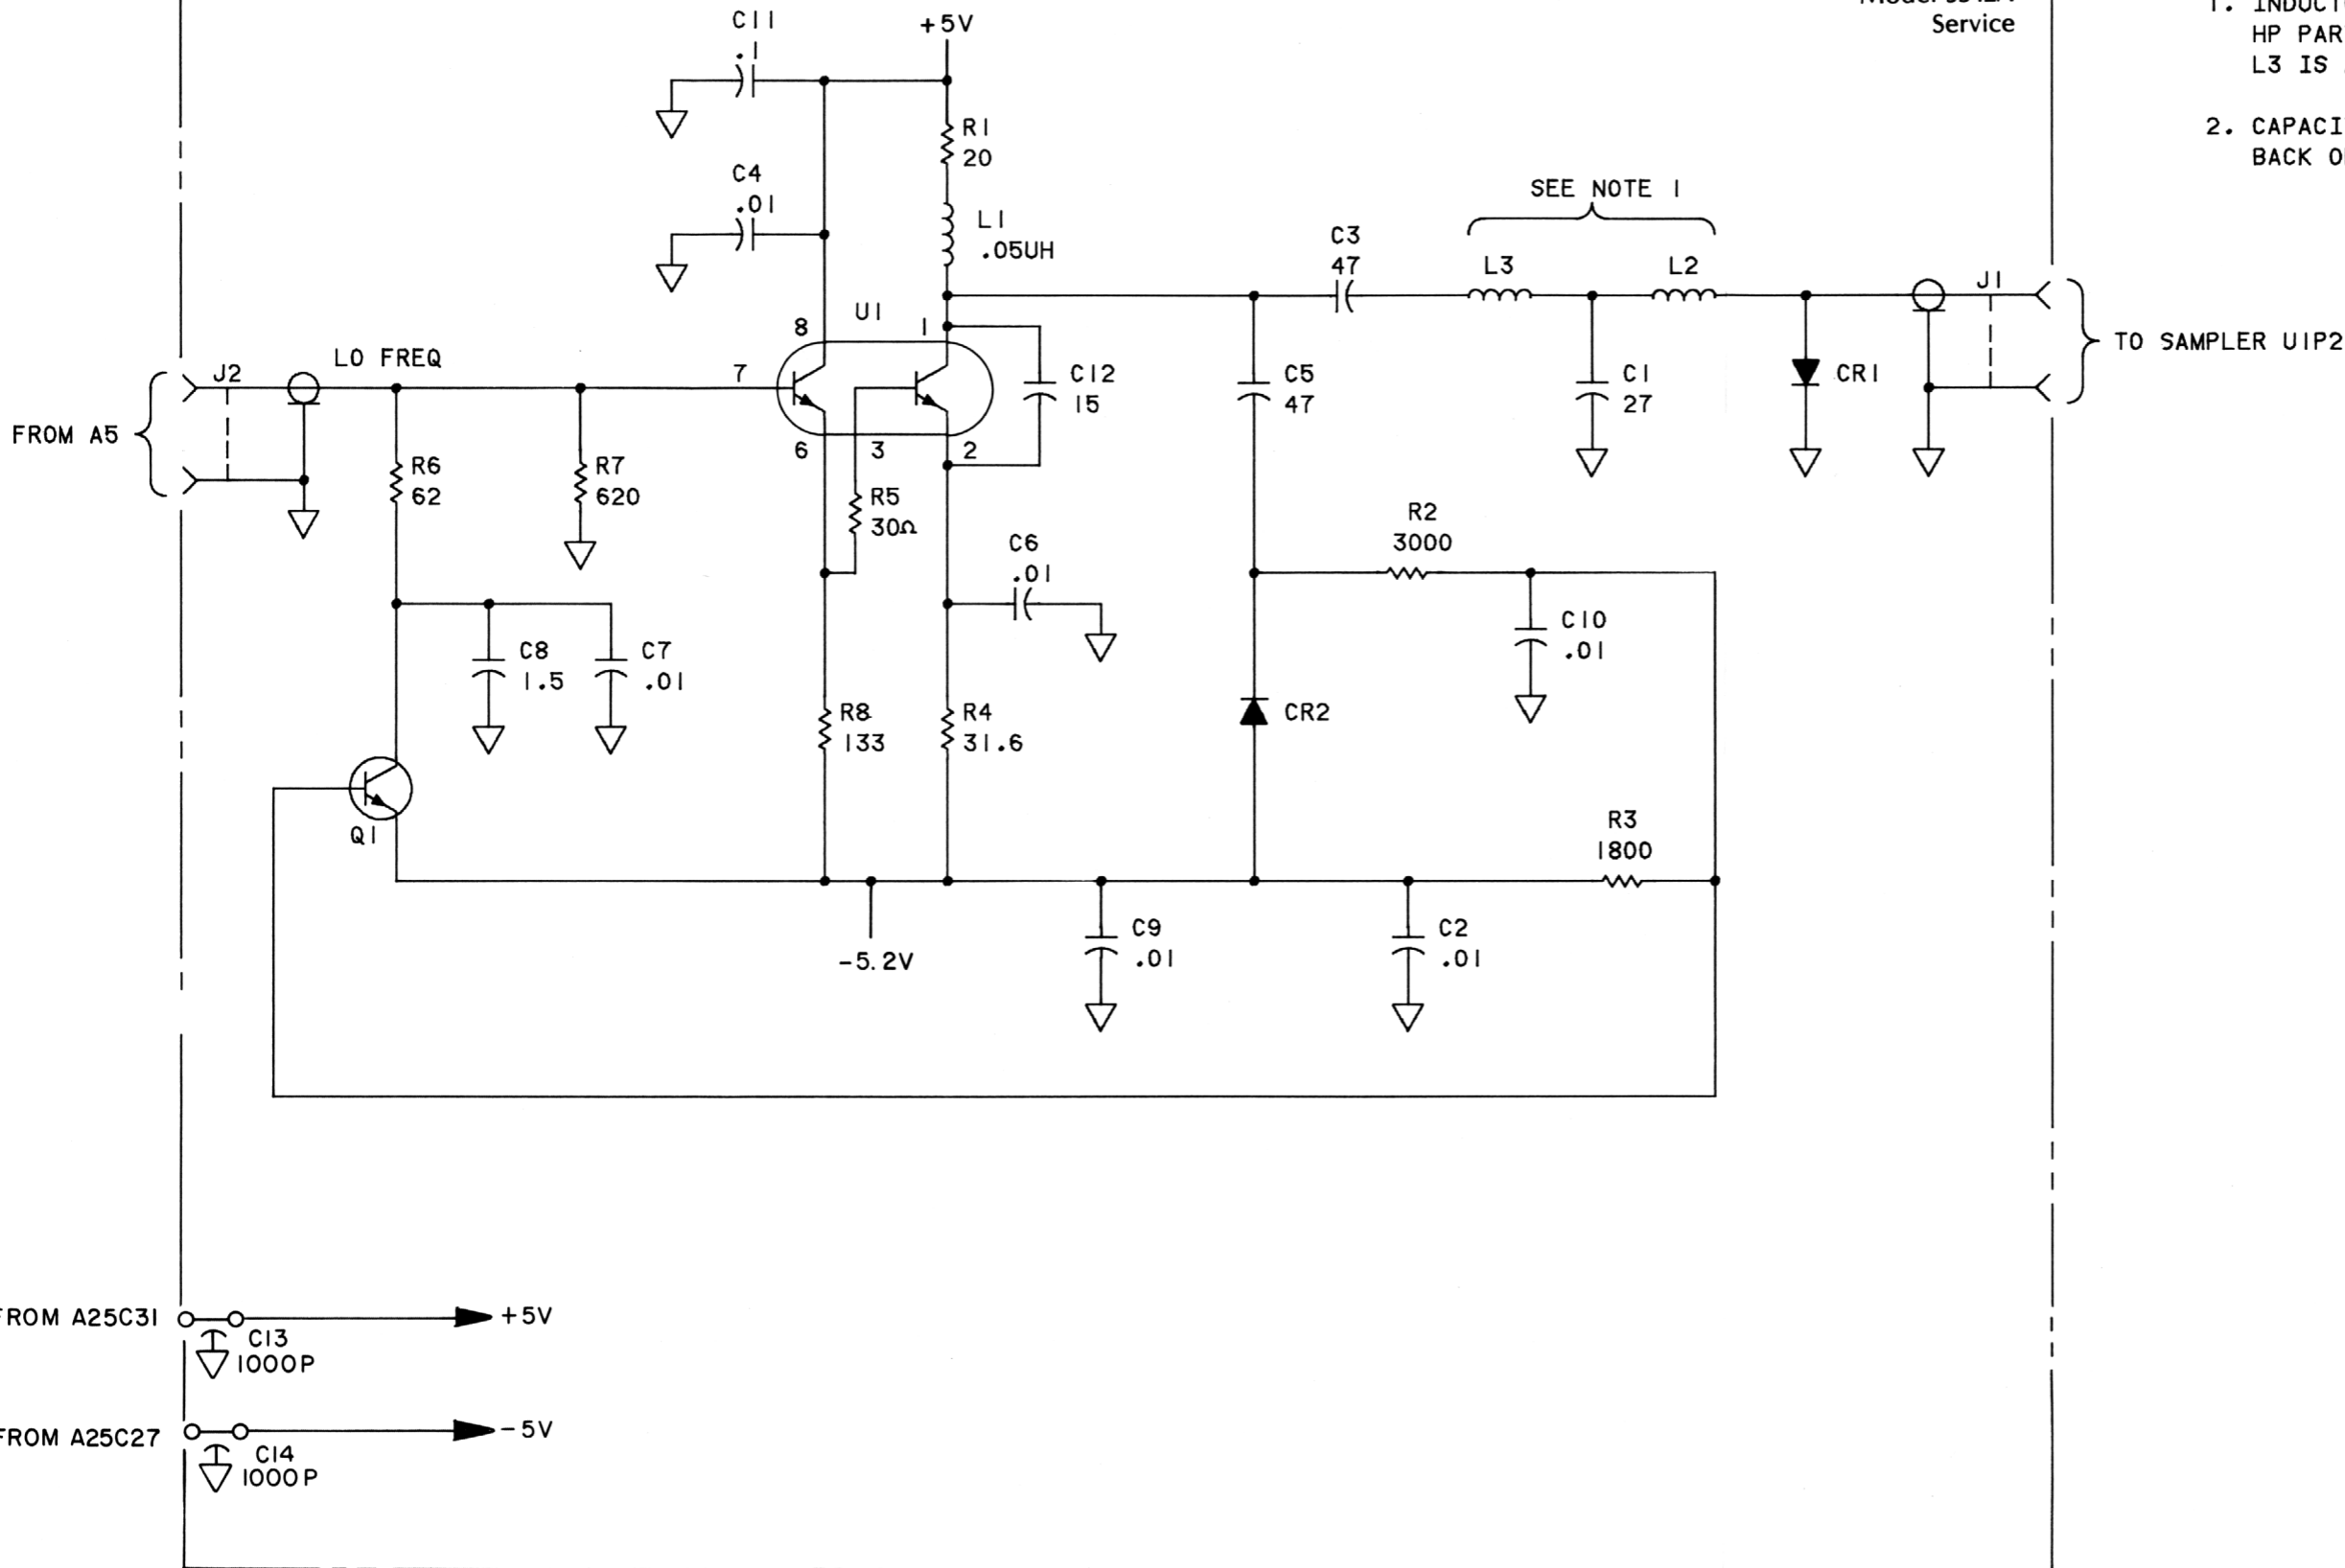 Service
1. INDUCT
HP PAR
L3 IS
2. CAPACI
BACK O
C11
.1
+5V
R1
20
C4
.01
L1
.05UH
SEE NOTE 1
C3
47
L3
L2
J1
U1
8
1
LO FREQ
J2
7
C12
15
C5
47
C1
27
CR1
TO SAMPLER U1P2
FROM A5
6
3
2
R6
62
R7
620
R5
30Ω
R2
3000
C6
.01
C10
.01
C8
1.5
C7
.01
R8
133
R4
31.6
CR2
Q1
R3
1800
C9
.01
C2
.01
-5.2V
FROM A25C31
+5V
C13
1000P
FROM A25C27
-5V
C14
1000P